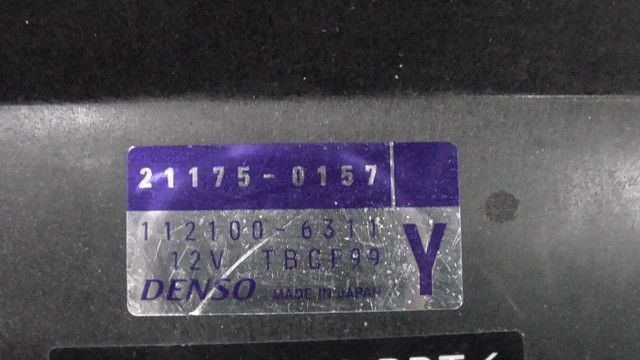 21175-0157
112100-6311
12V TBCF99 Y
DENSO MADE IN JAPAN